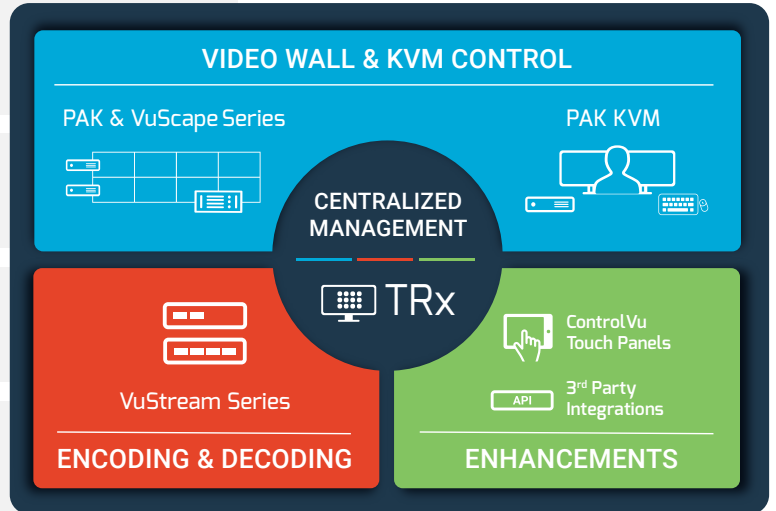 VIDEO WALL & KVM CONTROL
PAK & VuScape Series
PAK KVM
CENTRALIZED
MANAGEMENT
TRx
VuStream Series
ENCODING & DECODING
ControlVu
Touch Panels
API
3rd Party
Integrations
ENHANCEMENTS